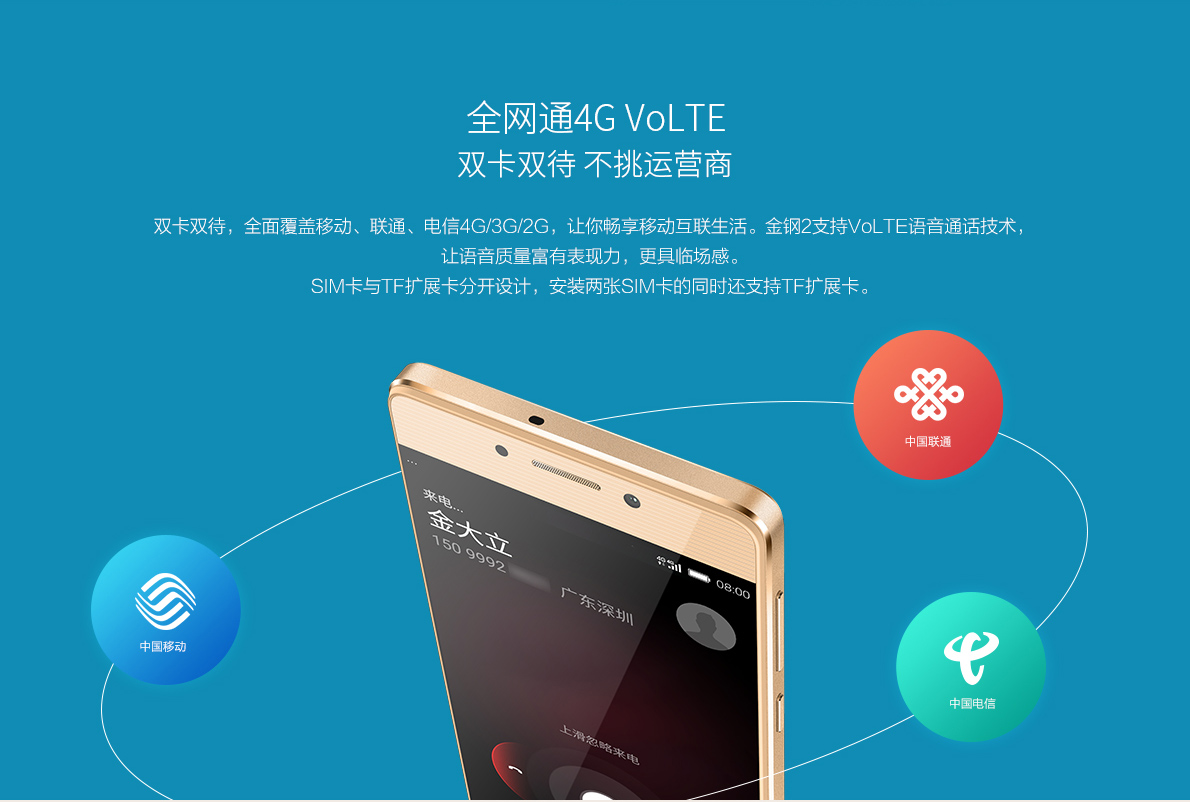 全网通4G VoLTE
双卡双待 不挑运营商
双卡双待，全面覆盖移动、联通、电信4G/3G/2G，让你畅享移动互联生活。金钢2支持VoLTE语音通话技术，
让语音质量富有表现力，更具临场感。
SIM卡与TF扩展卡分开设计，安装两张SIM卡的同时还支持TF扩展卡。
中国联通
来电...
金大立
150 9992
广东深圳
08:00
中国移动
中国电信
上滑忽略来电